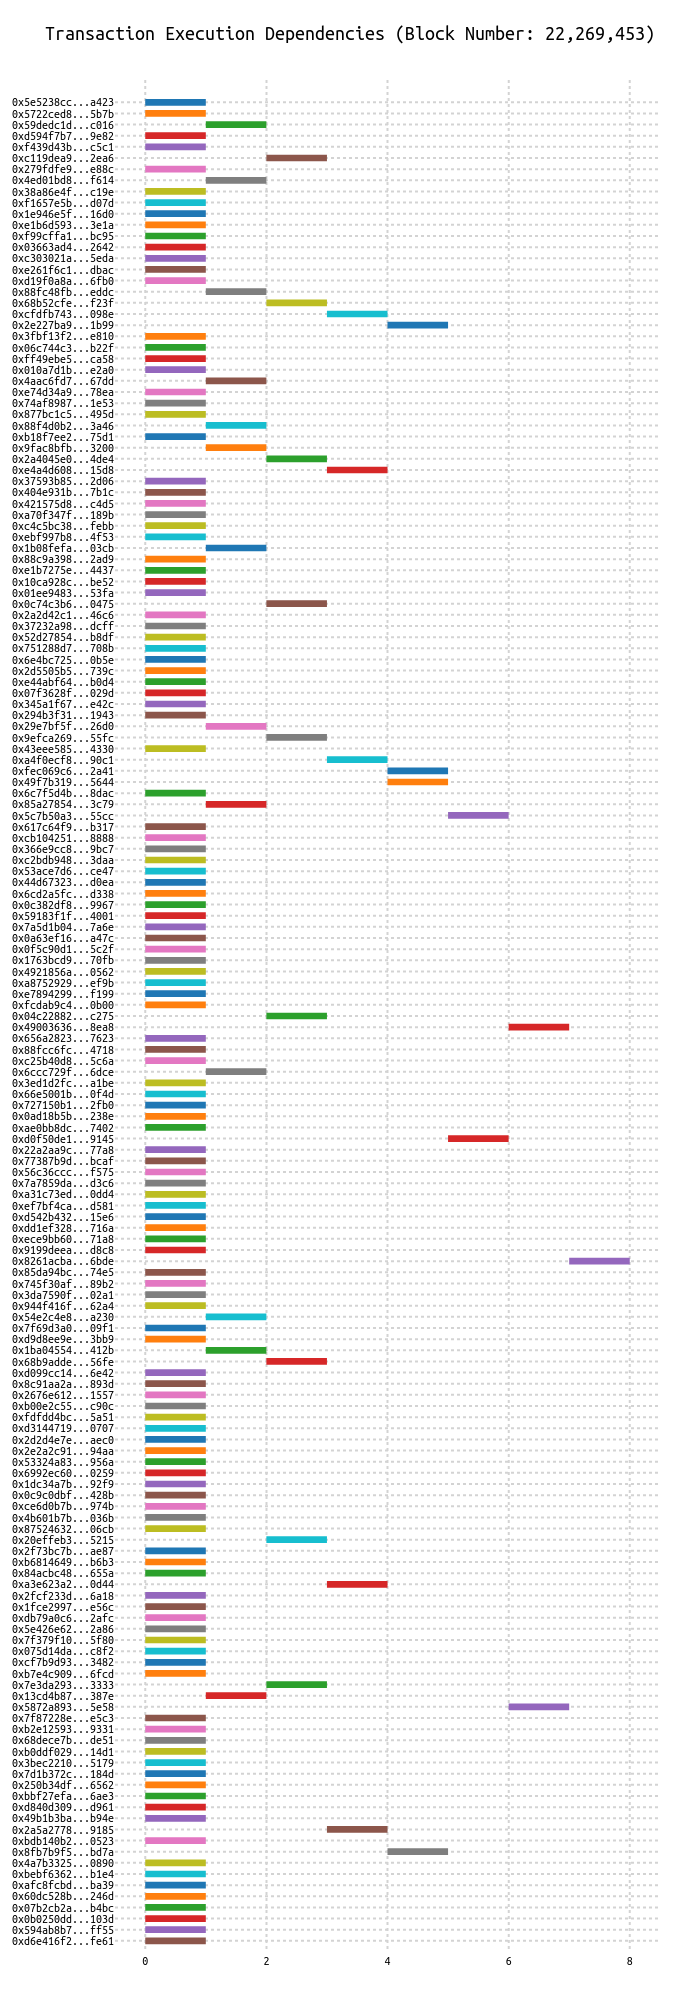 Transaction Execution Dependencies (Block Number: 22,269,453)
0x5e5238cc...a423
0x5722ced8...5b7b
0x59dedc1d...c016
0xd594f7b7...9e82
0xf439d43b...c5c1
0xc119dea9...2ea6
0x279fdfe9...e88c
0x4ed01bd8...f614
0x38a86e4f...c19e
0xf1657e5b...d07d
0x1e946e5f...16d0
0xe1b6d593...3e1a
0xf99cffa1...bc95
0x03663ad4...2642
0xc303021a...5eda
0xe261f6c1...dbac
0xd19f0a8a...6fb0
0x88fc48fb...eddc
0x68b52cfe...f23f
0xcfdfb743...098e
0x2e227ba9...1b99
0x3fbf13f2...e810
0x06c744c3...b22f
0xff49ebe5...ca58
0x010a7d1b...e2a0
0x4aac6fd7...67dd
0xe74d34a9...78ea
0x74af8987...1e53
0x877bc1c5...495d
0x88f4d0b2...3a46
0xb18f7ee2...75d1
0x9fac8bfb...3200
0x2a4045e0...4de4
0xe4a4d608...15d8
0x37593b85...2d06
0x404e931b...7b1c
0x421575d8...c4d5
0xa70f347f...189b
0xc4c5bc38...febb
0xebf997b8...4f53
0x1b08fefa...03cb
0x88c9a398...2ad9
0xe1b7275e...4437
0x10ca928c...be52
0x01ee9483...53fa
0x0c74c3b6...0475
0x2a2d42c1...46c6
0x37232a98...dcff
0x52d27854...b8df
0x751288d7...708b
0x6e4bc725...0b5e
0x2d5505b5...739c
0xe44abf64...b0d4
0x07f3628f...029d
0x345a1f67...e42c
0x294b3f31...1943
0x29e7bf5f...26d0
0x9efca269...55fc
0x43eee585...4330
0xa4f0ecf8...90c1
0xfec069c6...2a41
0x49f7b319...5644
0x6c7f5d4b...8dac
0x85a27854...3c79
0x5c7b50a3...55cc
0x617c64f9...b317
0xcb104251...8888
0x366e9cc8...9bc7
0xc2bdb948...3daa
0x53ace7d6...ce47
0x44d67323...d0ea
0x6cd2a5fc...d338
0x0c382df8...9967
0x59183f1f...4001
0x7a5d1b04...7a6e
0x0a63ef16...a47c
0x0f5c90d1...5c2f
0x1763bcd9...70fb
0x4921856a...0562
0xa8752929...ef9b
0xe7894299...f199
0xfcdab9c4...0b00
0x04c22882...c275
0x49003636...8ea8
0x656a2823...7623
0x88fcc6fc...4718
0xc25b40d8...5c6a
0x6ccc729f...6dce
0x3ed1d2fc...a1be
0x66e5001b...0f4d
0x727150b1...2fb0
0x0ad18b5b...238e
0xae0bb8dc...7402
0xd0f50de1...9145
0x22a2aa9c...77a8
0x77387b9d...bcaf
0x56c36ccc...f575
0x7a7859da...d3c6
0xa31c73ed...0dd4
0xef7bf4ca...d581
0xd542b432...15e6
0xdd1ef328...716a
0xece9bb60...71a8
0x9199deea...d8c8
0x8261acba...6bde
0x85da94bc...74e5
0x745f30af...89b2
0x3da7590f...02a1
0x944f416f...62a4
0x54e2c4e8...a230
0x7f69d3a0...09f1
0xd9d8ee9e...3bb9
0x1ba04554...412b
0x68b9adde...56fe
0xd099cc14...6e42
0x8c91aa2a...893d
0x2676e612...1557
0xb00e2c55...c90c
0xfdfdd4bc...5a51
0xd3144719...0707
0x2d2d4e7e...aec0
0x2e2a2c91...94aa
0x53324a83...956a
0x6992ec60...0259
0x1dc34a7b...92f9
0x0c9c0dbf...428b
0xce6d0b7b...974b
0x4b601b7b...036b
0x87524632...06cb
0x20effeb3...5215
0x2f73bc7b...ae87
0xb6814649...b6b3
0x84acbc48...655a
0xa3e623a2...0d44
0x2fcf233d...6a18
0x1fce2997...e56c
0xdb79a0c6...2afc
0x5e426e62...2a86
0x7f379f10...5f80
0x075d14da...c8f2
0xcf7b9d93...3482
0xb7e4c909...6fcd
0x7e3da293...3333
0x13cd4b87...387e
0x5872a893...5e58
0x7f87228e...e5c3
0xb2e12593...9331
0x68dece7b...de51
0xb0ddf029...14d1
0x3bec2210...5179
0x7d1b372c...184d
0x250b34df...6562
0xbbf27efa...6ae3
0xd840d309...d961
0x49b1b3ba...b94e
0x2a5a2778...9185
0xbdb140b2...0523
0x8fb7b9f5...bd7a
0x4a7b3325...0890
0xbebf6362...b1e4
0xafc8fcbd...ba39
0x60dc528b...246d
0x07b2cb2a...b4bc
0x0b0250dd...103d
0x594ab8b7...ff55
0xd6e416f2...fe61
0 2 4 6 8